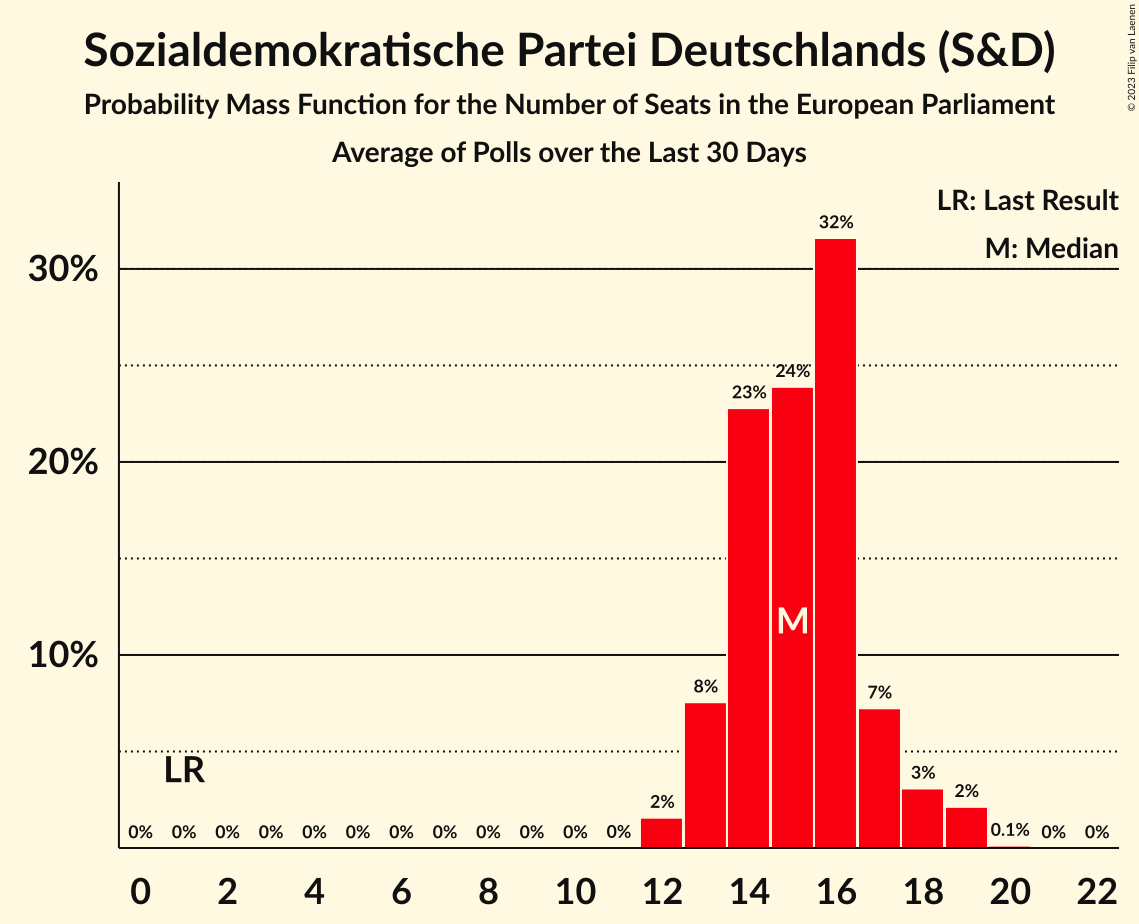 Sozialdemokratische Partei Deutschlands (S&D)
Probability Mass Function for the Number of Seats in the European Parliament
Average of Polls over the Last 30 Days
© 2023 Filip van Laenen
LR: Last Result
M: Median
32%
30%
24%
23%
20%
M
10%
8%
7%
LR
3%
2%
2%
0% 0% 0% 0% 0% 0% 0% 0% 0% 0% 0% 0% 0.1% 0% 0%
0 2 4 6 8 10 12 14 16 18 20 22